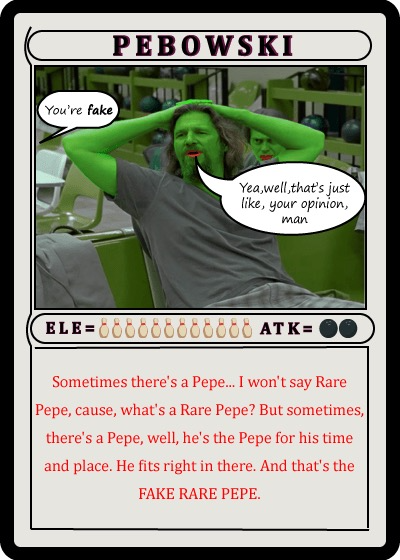 PEBOWSKI
You're fake
Yea,well,that's just
like, your opinion,
man
ELE=
ATK=
Sometimes there's a Pepe... I won't say Rare
Pepe, cause, what's a Rare Pepe? But sometimes,
there's a Pepe, well, he's the Pepe for his time
and place. He fits right in there. And that's the
FAKE RARE PEPE.